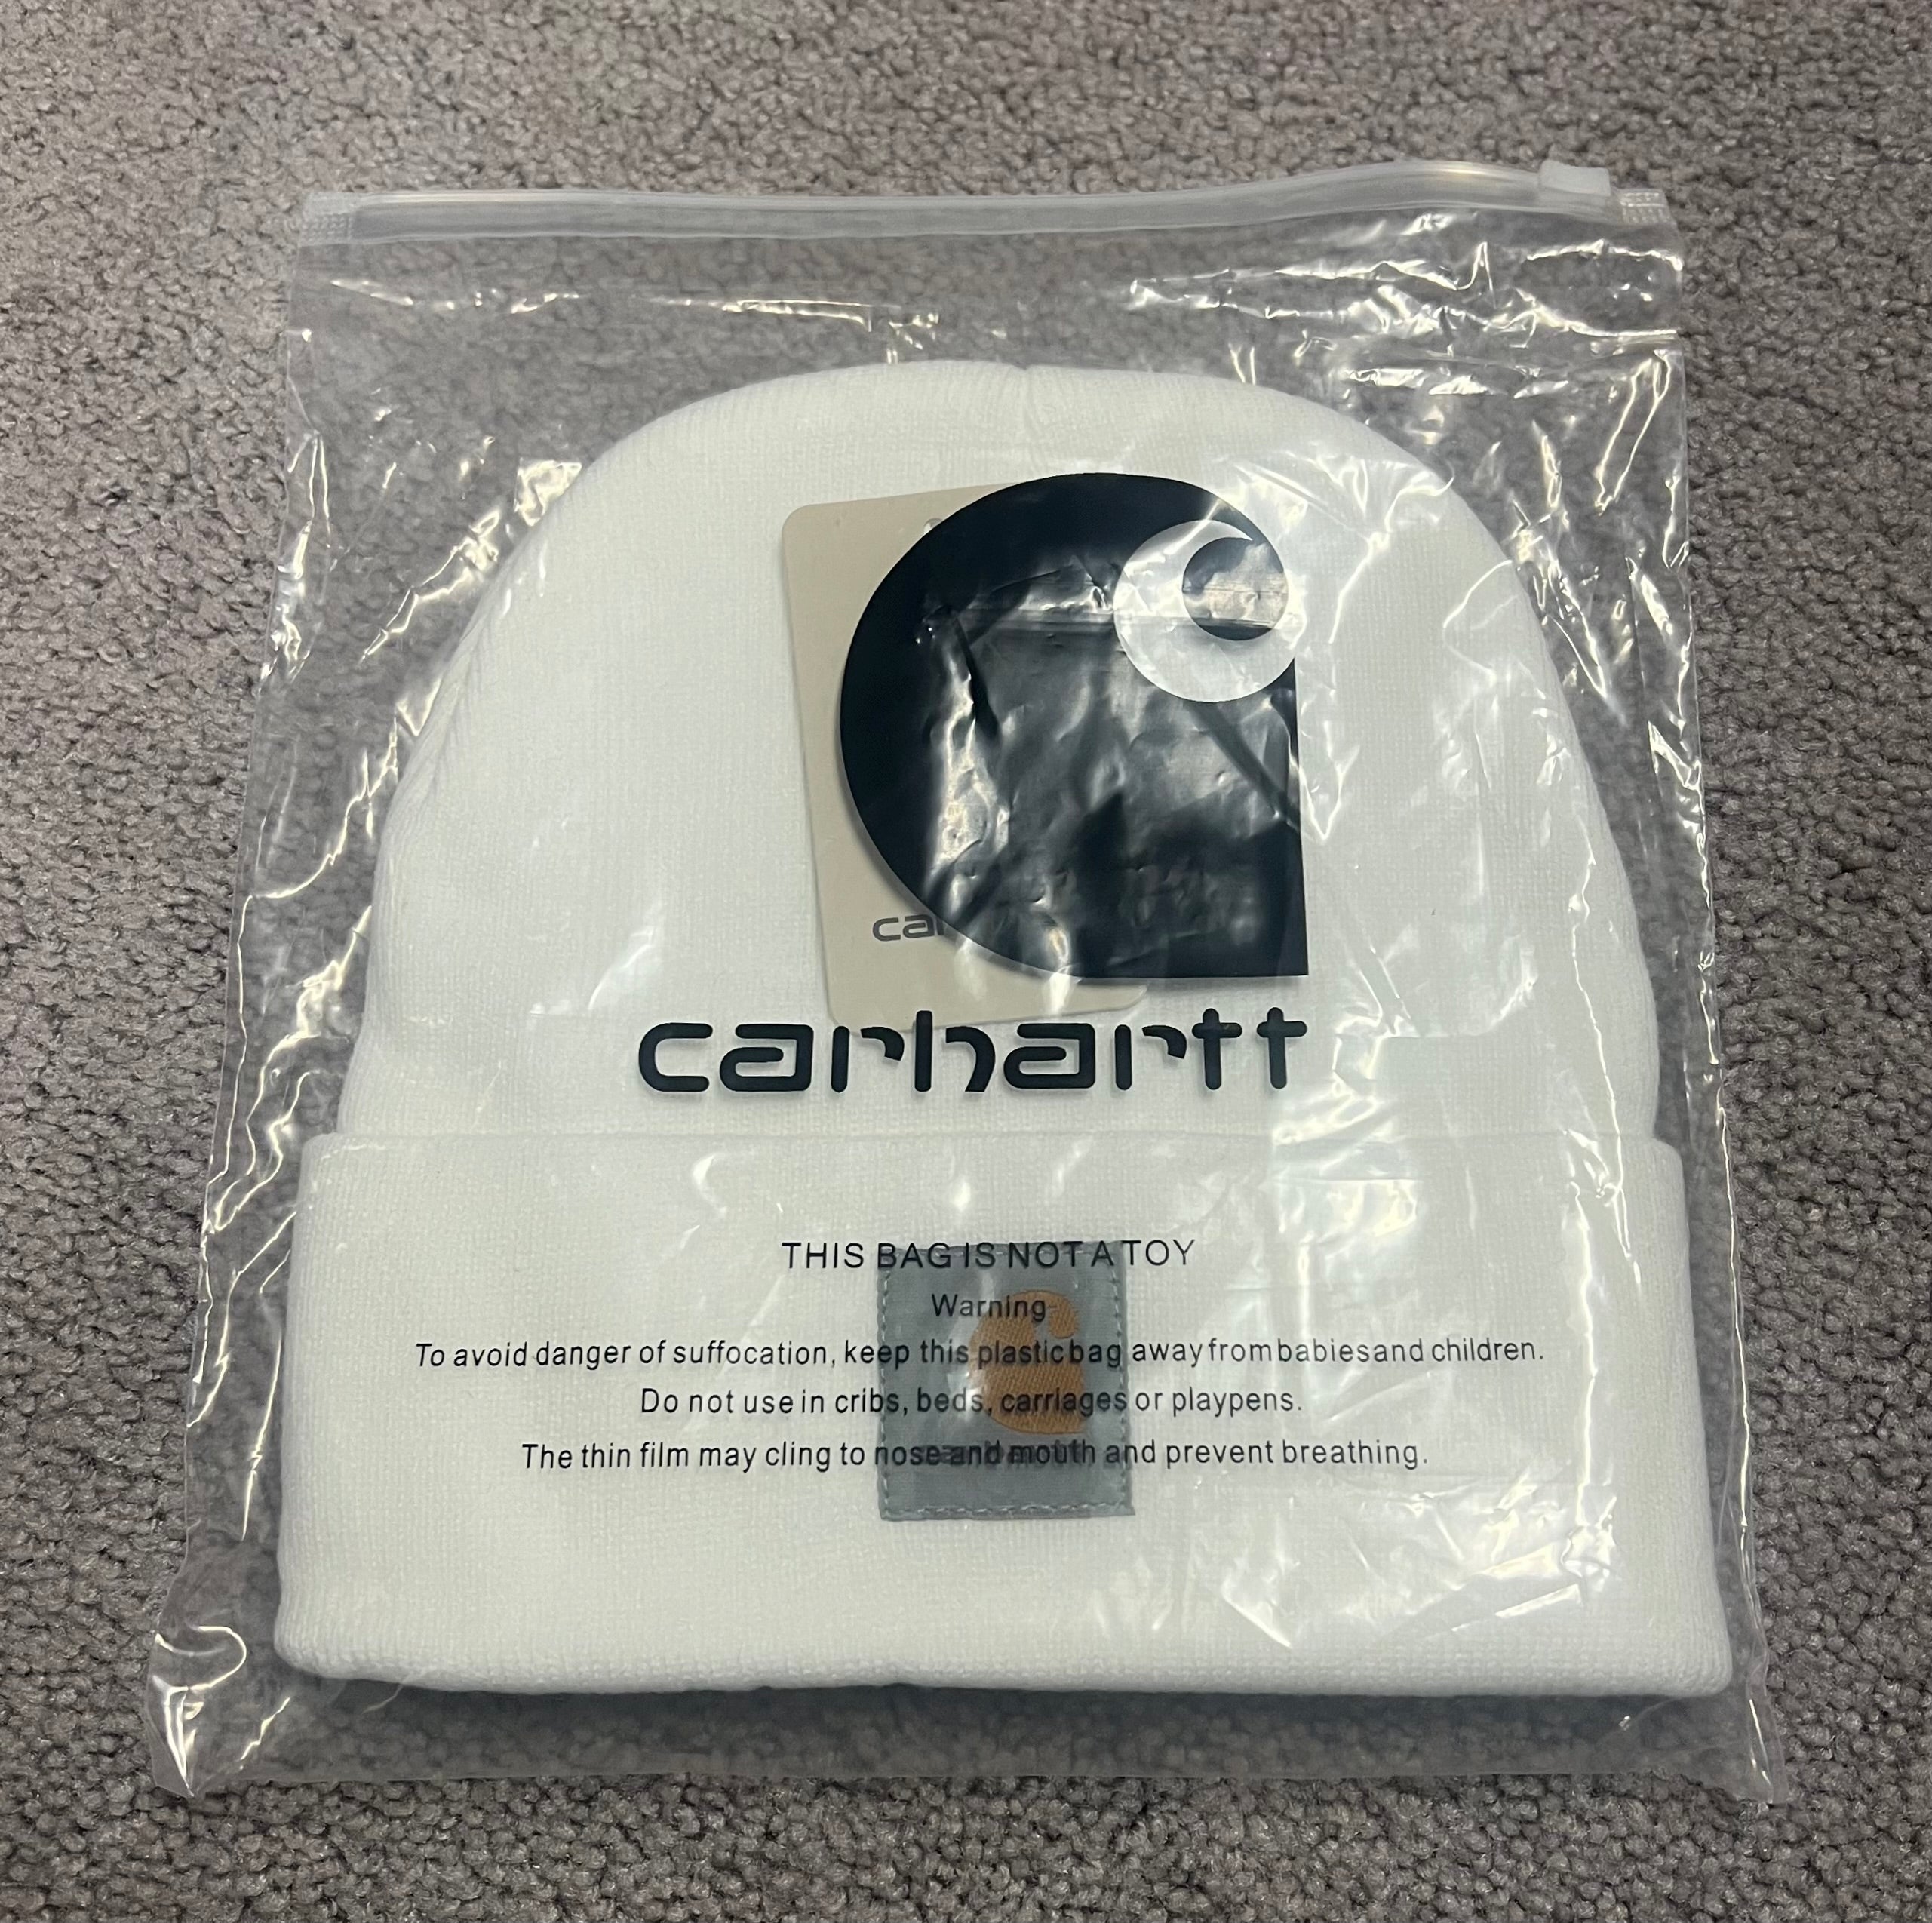 car
carhartt
THIS BAG IS NOT A TOY
Warning
To avoid danger of suffocation, keep this plastic bag away from babies and children.
Do not use in cribs, beds, carriages or playpens.
The thin film may cling to nose and mouth and prevent breathing.